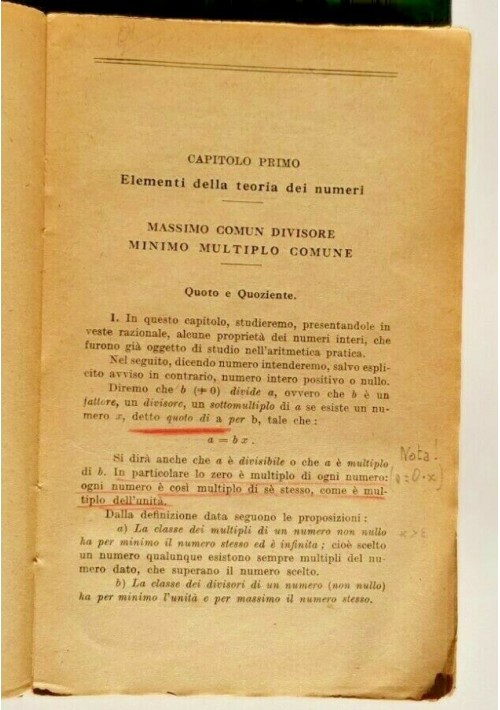 CAPITOLO PRIMO
Elementi della teoria dei numeri
MASSIMO COMUN DIVISORE
MINIMO MULTIPLO COMUNE
Quoto e Quoziente.
1. In questo capitolo, studieremo, presentandole in
veste razionale, alcune proprietà dei numeri interi, che
furono già oggetto di studio nell'aritmetica pratica.
Nel seguito, dicendo numero intenderemo, salvo espli-
cito avviso in contrario, numero intero positivo o nullo.
Diremo che b (≠ 0) divide a, ovvero che b è un
fattore, un divisore, un sottomultiplo di a se esiste un nu-
mero x, detto quoto di a per b, tale che:
a = b x .
Si dirà anche che a è divisibile o che a è multiplo
di b. In particolare lo zero è multiplo di ogni numero:
ogni numero è così multiplo di sè stesso, come è mul-
tiplo dell'unità.
Nota!
Dalla definizione data seguono le proposizioni:
a) La classe dei multipli di un numero non nullo
ha per minimo il numero stesso ed è infinita; cioè scelto
un numero qualunque esistono sempre multipli del nu-
mero dato, che superano il numero scelto.
b) La classe dei divisori di un numero (non nullo)
ha per minimo l'unità e per massimo il numero stesso.